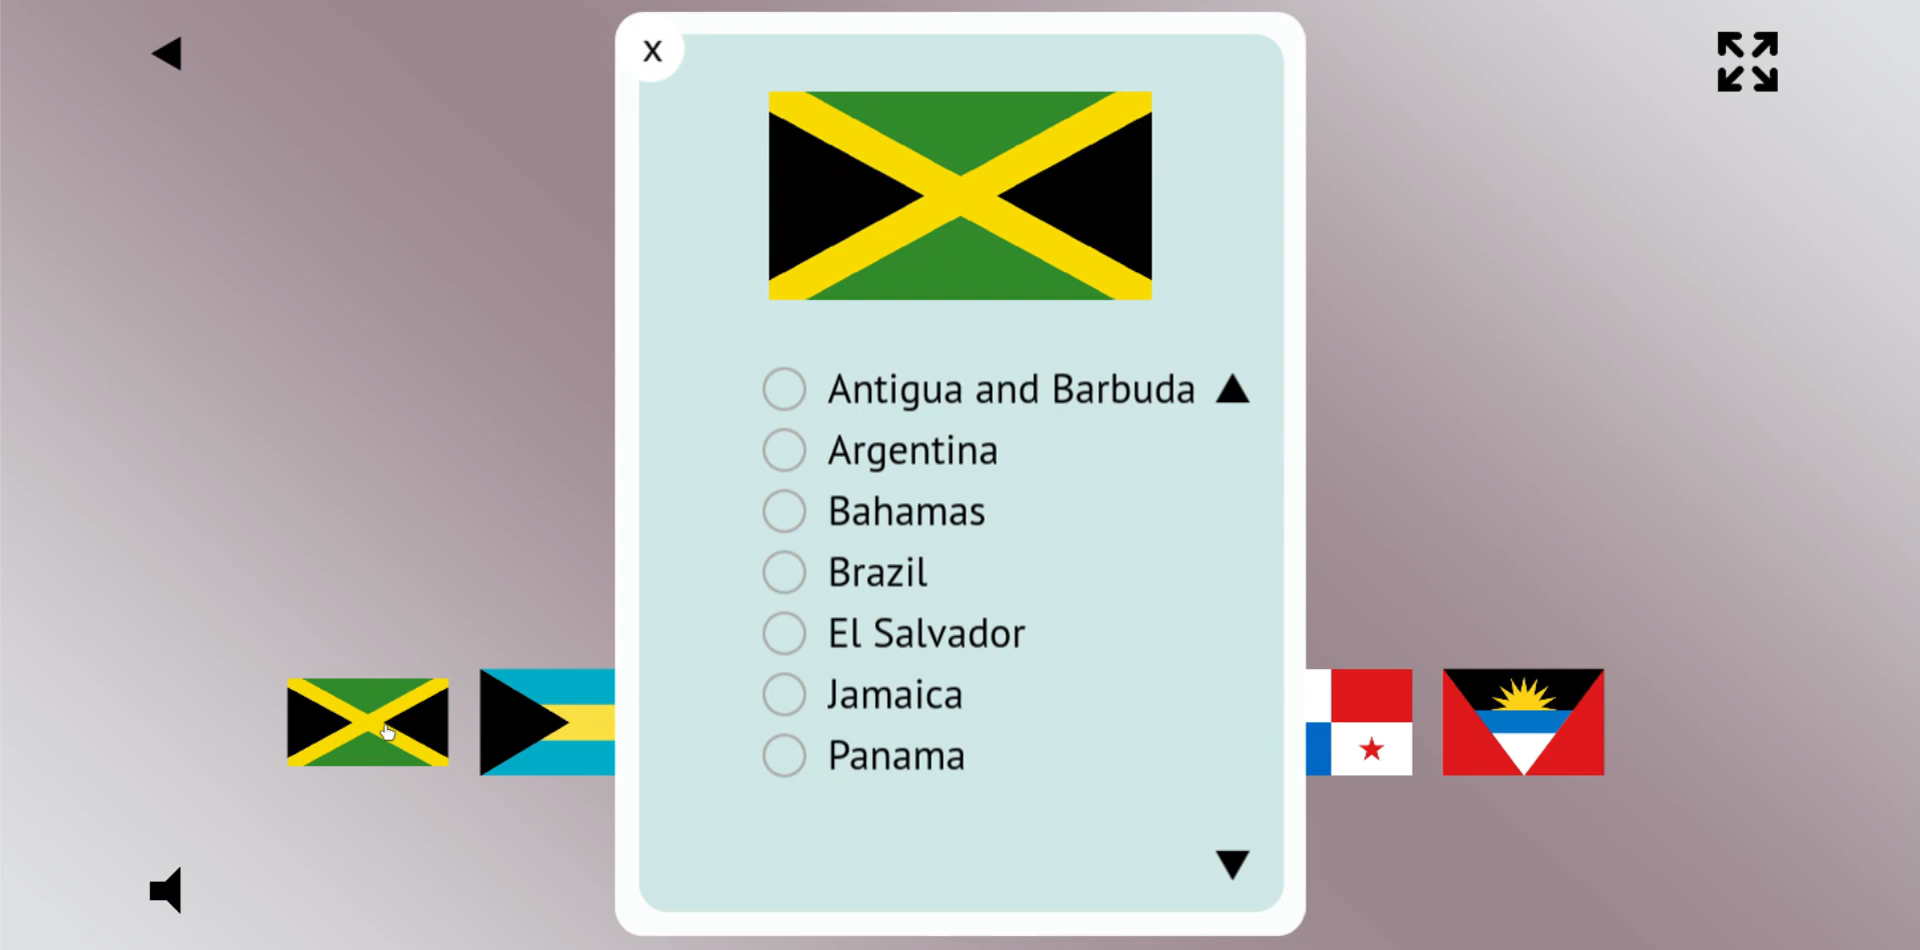 x
Antigua and Barbuda
Argentina
Bahamas
Brazil
El Salvador
Jamaica
Panama